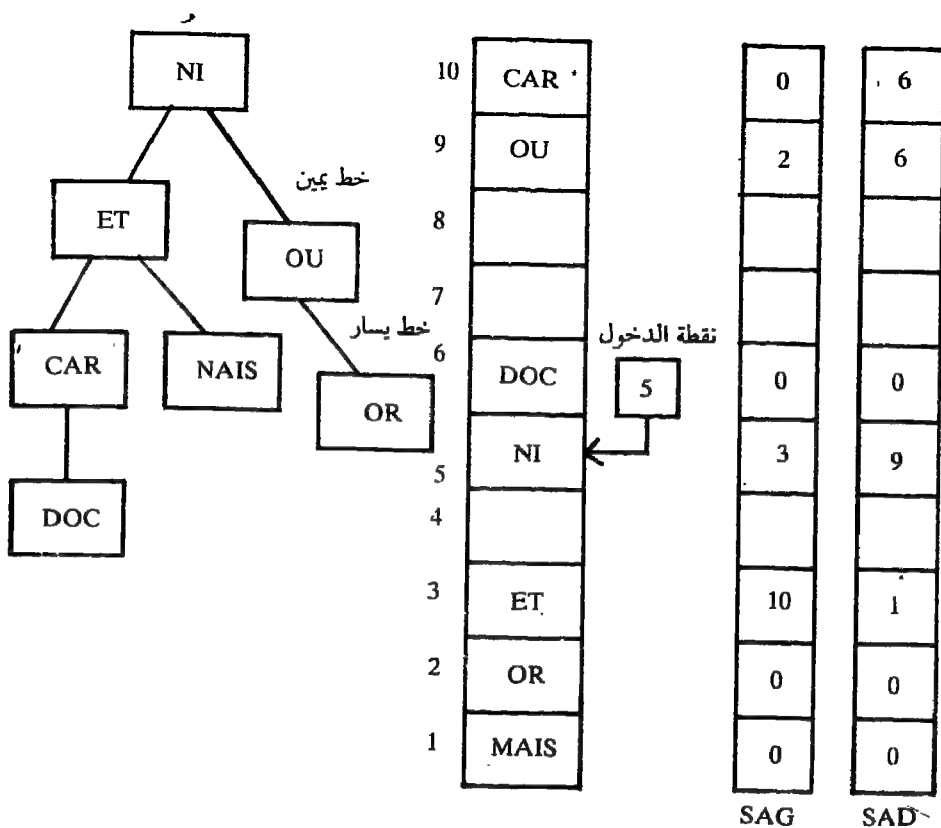 NI
خط يمين
ET
OU
خط يسار
CAR
NAIS
OR
DOC
10 CAR 0 6
9 OU 2 6
8
7
نقطة الدخول
6 DOC 5 0 0
5 NI 3 9
4
3 ET 10 1
2 OR 0 0
1 MAIS 0 0
SAG SAD